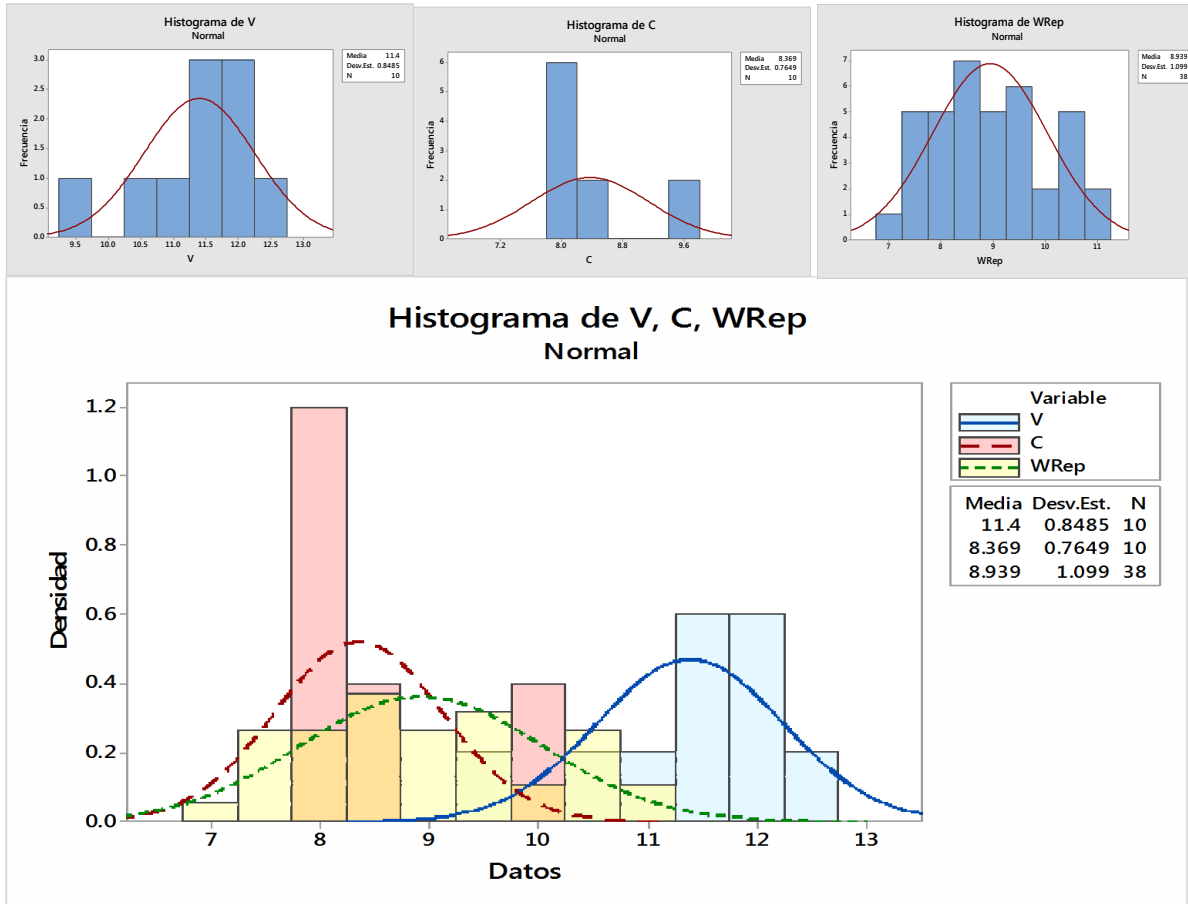 Histograma de V
Normal
Media 11.4
Desv.Est. 0.8485
N 10
Frecuencia
3.0
2.5
2.0
1.5
1.0
0.5
0.0
9.5 10.0 10.5 11.0 11.5 12.0 12.5 13.0
V
Histograma de C
Normal
Media 8.369
Desv.Est. 0.7649
N 10
Frecuencia
6
5
4
3
2
1
0
7.2 8.0 8.8 9.6
C
Histograma de WRep
Normal
Media 8.939
Desv.Est. 1.099
N 38
Frecuencia
7
6
5
4
3
2
1
0
7 8 9 10 11
WRep
Histograma de V, C, WRep
Normal
Densidad
1.2
1.0
0.8
0.6
0.4
0.2
0.0
7 8 9 10 11 12 13
Datos
Variable
V
C
WRep
Media Desv.Est. N
11.4 0.8485 10
8.369 0.7649 10
8.939 1.099 38